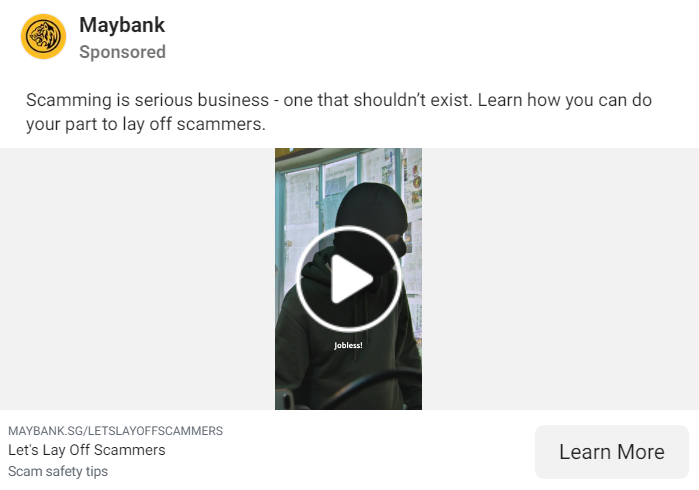 Maybank
Sponsored
Scamming is serious business - one that shouldn’t exist. Learn how you can do
your part to lay off scammers.
Jobless!
MAYBANK.SG/LETSLAYOFFSCAMMERS
Let's Lay Off Scammers
Scam safety tips
Learn More